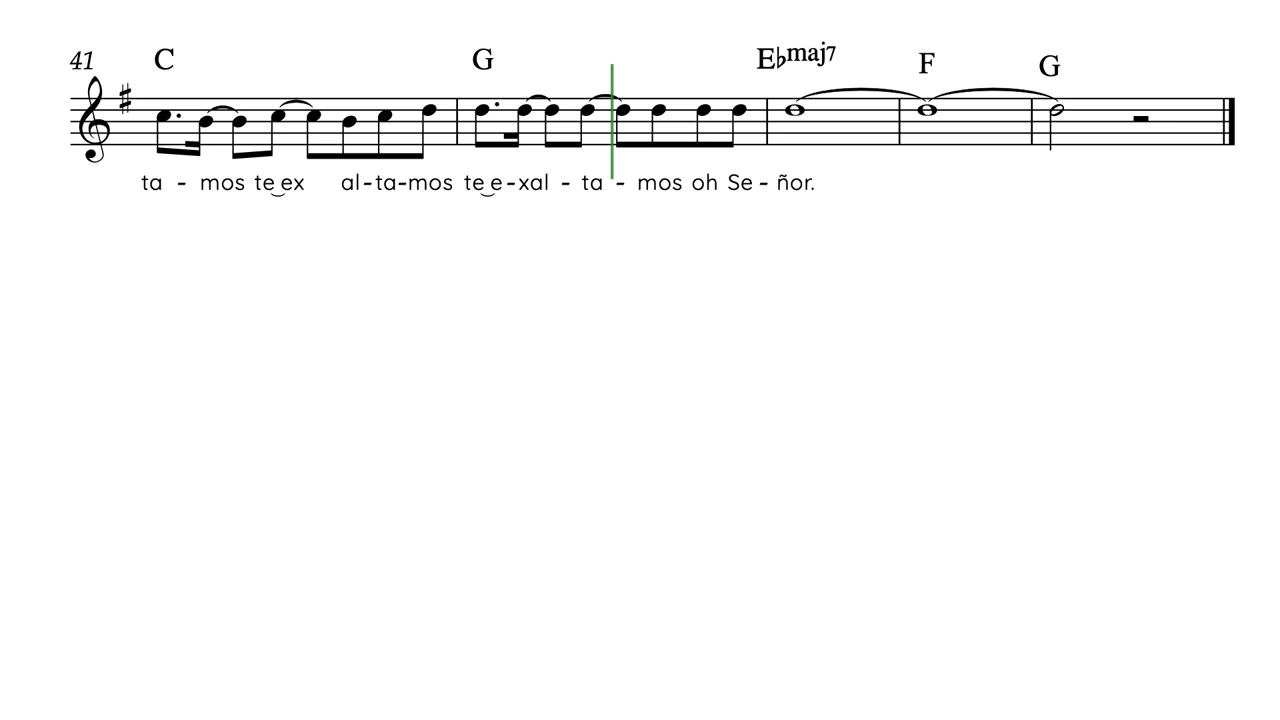 41 C G E♭maj7 F G
ta - mos te‿ex al-ta-mos te‿e-xal - ta - mos oh Se - ñor.